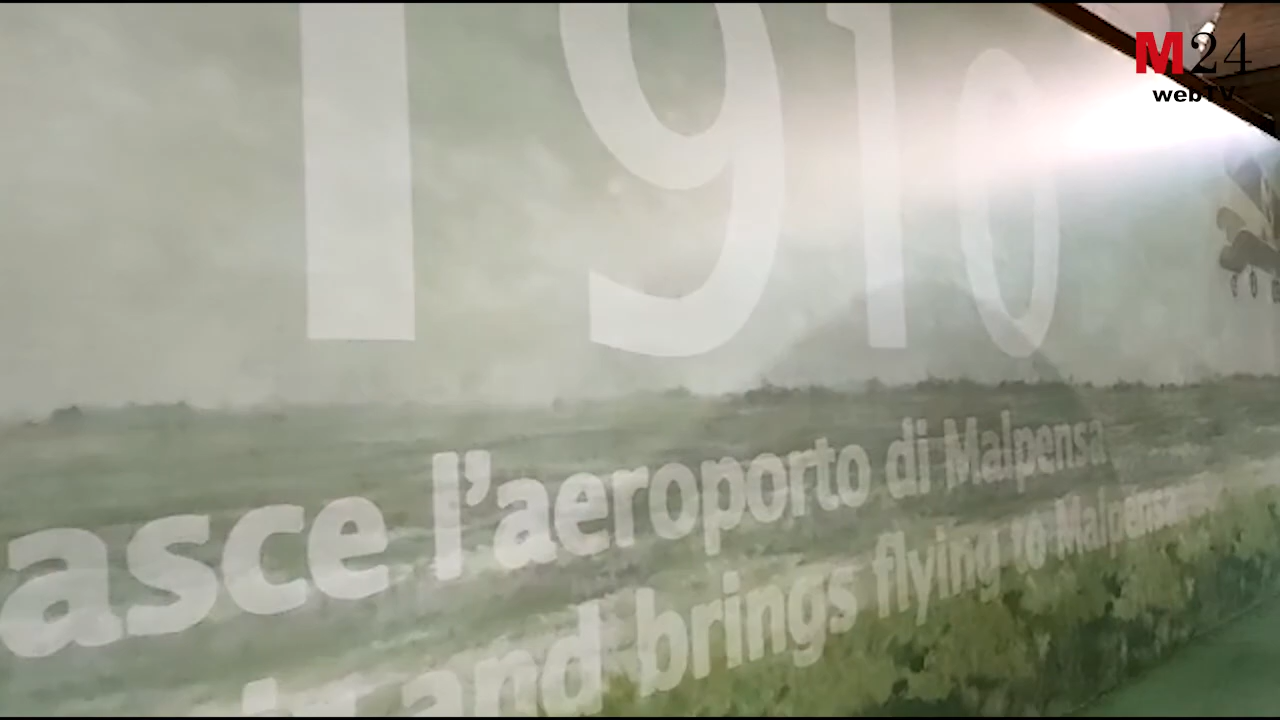 M24
webTV
1910
asce l'aeroporto di Malpensa
and brings flying to Malpensa